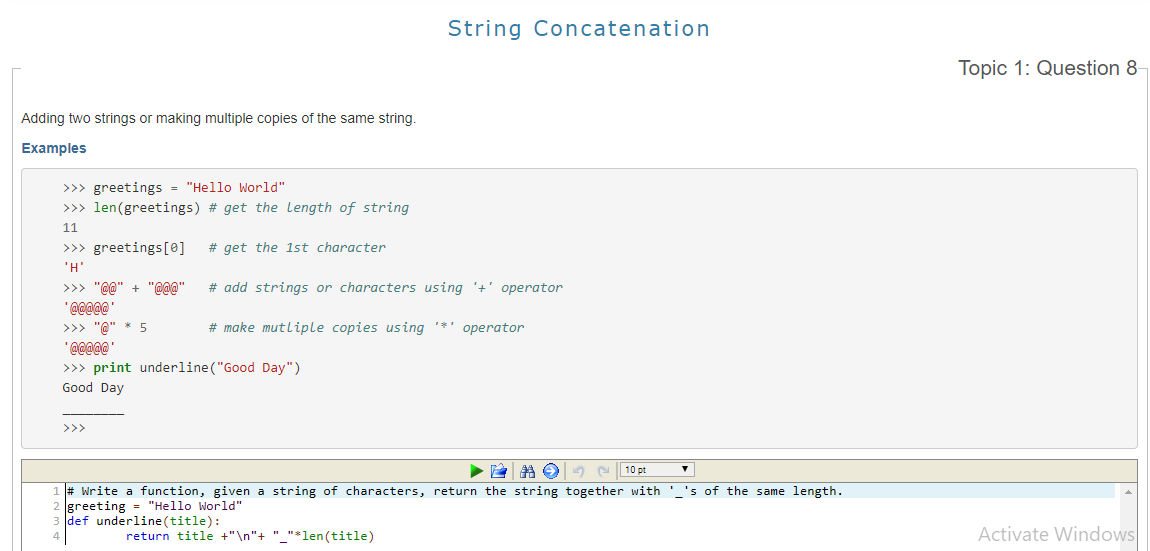 String Concatenation
Topic 1: Question 8
Adding two strings or making multiple copies of the same string.
Examples
>>> greetings = "Hello World"
>>> len(greetings) # get the length of string
11
>>> greetings[0]   # get the 1st character
'H'
>>> "@@" + "@@@"   # add strings or characters using '+' operator
'@@@@@'
>>> "@" * 5        # make mutliple copies using '*' operator
'@@@@@'
>>> print underline("Good Day")
Good Day
________
>>>
10 pt
1 # Write a function, given a string of characters, return the string together with '_'s of the same length.
2 greeting = "Hello World"
3 def underline(title):
4         return title +"\n"+ "_"*len(title)
Activate Windows